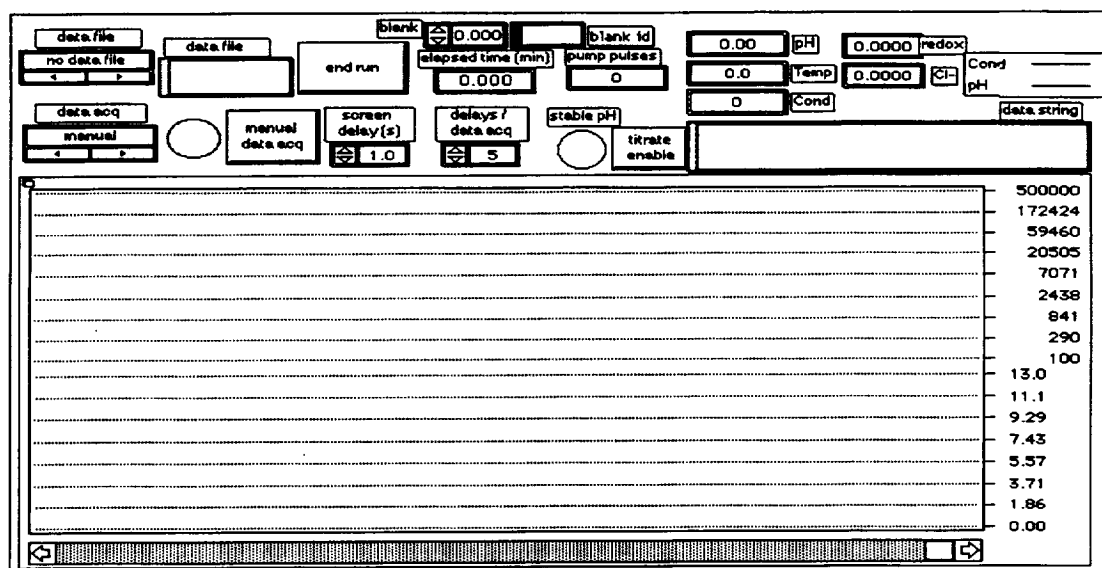 data.file
no data.file
data.file
end run
blank
0.000
blank id
elapsed time (min)
0.000
pump pulses
0
0.00
pH
0.0
Temp
0
Cond
0.0000
redox
0.0000
Cl-
Cond
pH
data.acq
manual
manual
data.acq
screen
delay(s)
1.0
delays /
data.acq
5
stable pH
titrate
enable
data.string
500000
172424
59460
20505
7071
2438
841
290
100
13.0
11.1
9.29
7.43
5.57
3.71
1.86
0.00